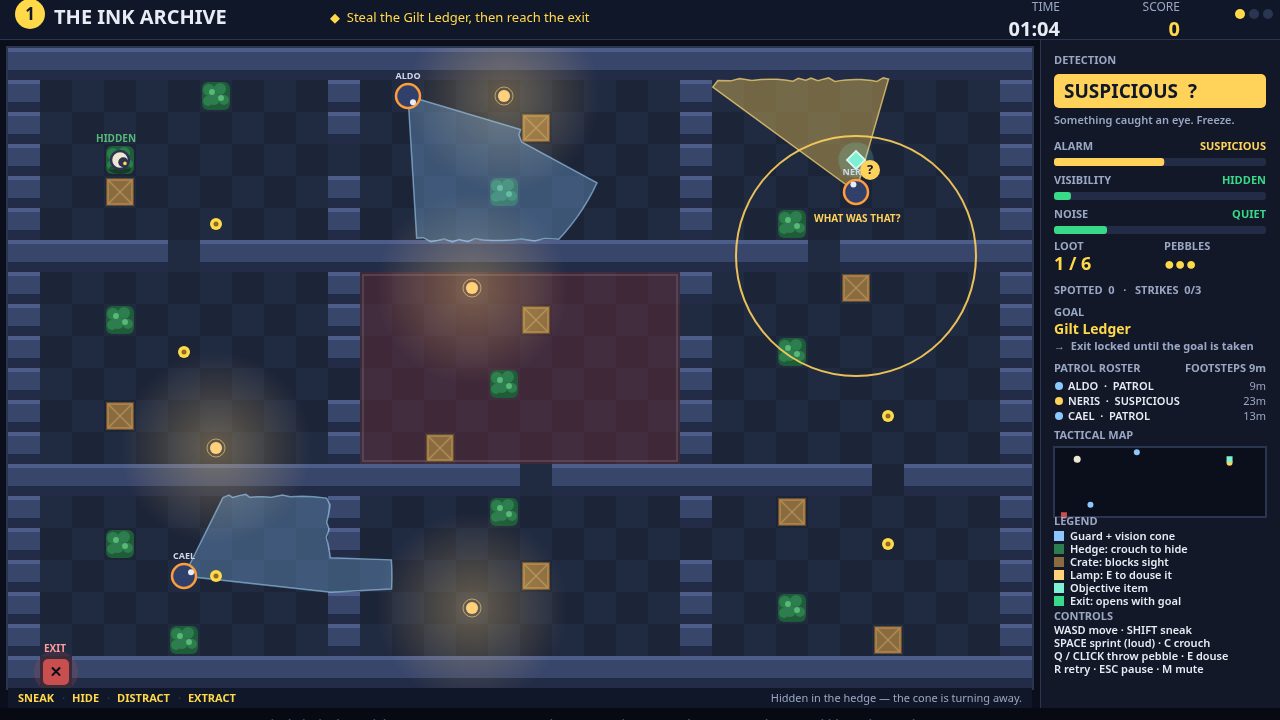 1 THE INK ARCHIVE
◆ Steal the Gilt Ledger, then reach the exit
TIME
01:04
SCORE
0
ALDO
HIDDEN
?
WHAT WAS THAT?
CAEL
EXIT
×
SNEAK · HIDE · DISTRACT · EXTRACT
Hidden in the hedge — the cone is turning away.
DETECTION
SUSPICIOUS ?
Something caught an eye. Freeze.
ALARM SUSPICIOUS
VISIBILITY HIDDEN
NOISE QUIET
LOOT PEBBLES
1 / 6
SPOTTED 0 · STRIKES 0/3
GOAL
Gilt Ledger
→ Exit locked until the goal is taken
PATROL ROSTER FOOTSTEPS 9m
ALDO · PATROL 9m
NERIS · SUSPICIOUS 23m
CAEL · PATROL 13m
TACTICAL MAP
LEGEND
Guard + vision cone
Hedge: crouch to hide
Crate: blocks sight
Lamp: E to douse it
Objective item
Exit: opens with goal
CONTROLS
WASD move · SHIFT sneak
SPACE sprint (loud) · C crouch
Q / CLICK throw pebble · E douse
R retry · ESC pause · M mute